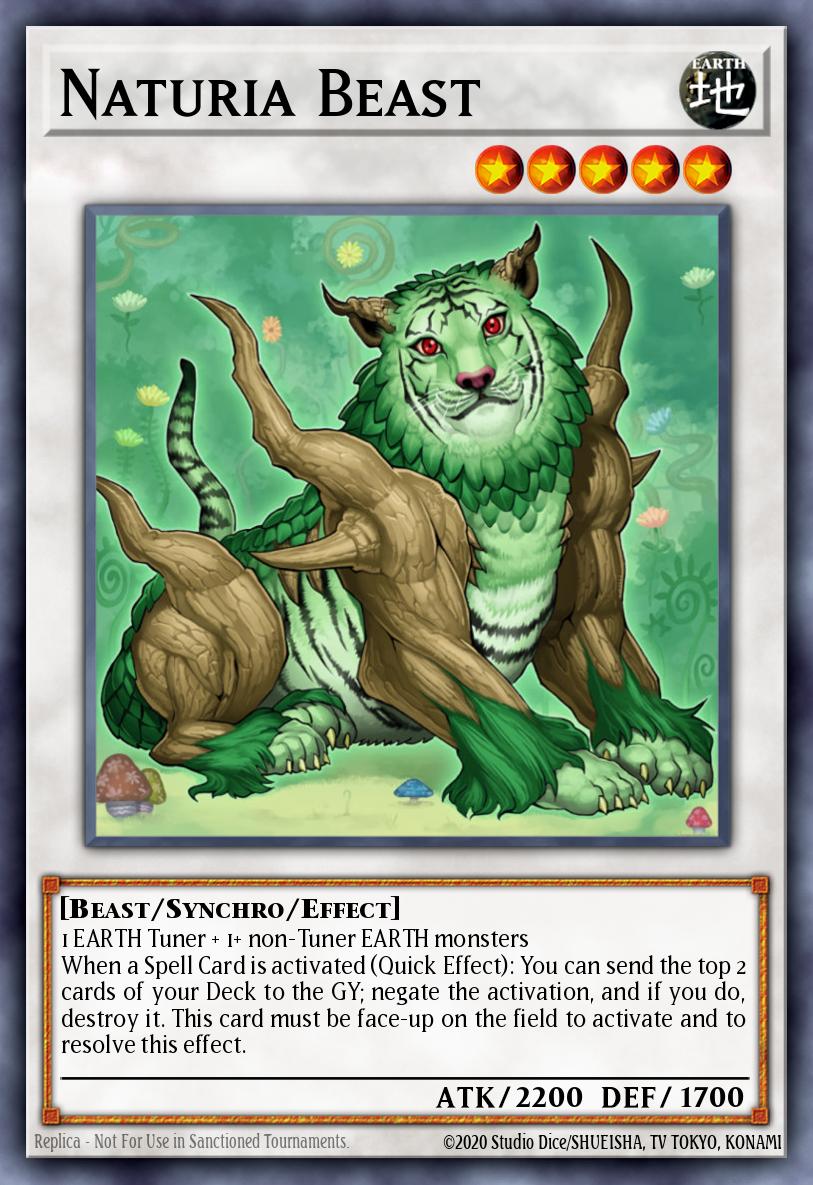 Naturia Beast
EARTH
地
[Beast/Synchro/Effect]
1 EARTH Tuner + 1+ non-Tuner EARTH monsters
When a Spell Card is activated (Quick Effect): You can send the top 2
cards of your Deck to the GY; negate the activation, and if you do,
destroy it. This card must be face-up on the field to activate and to
resolve this effect.
ATK/2200 DEF/1700
Replica - Not For Use in Sanctioned Tournaments.
©2020 Studio Dice/SHUEISHA, TV TOKYO, KONAMI